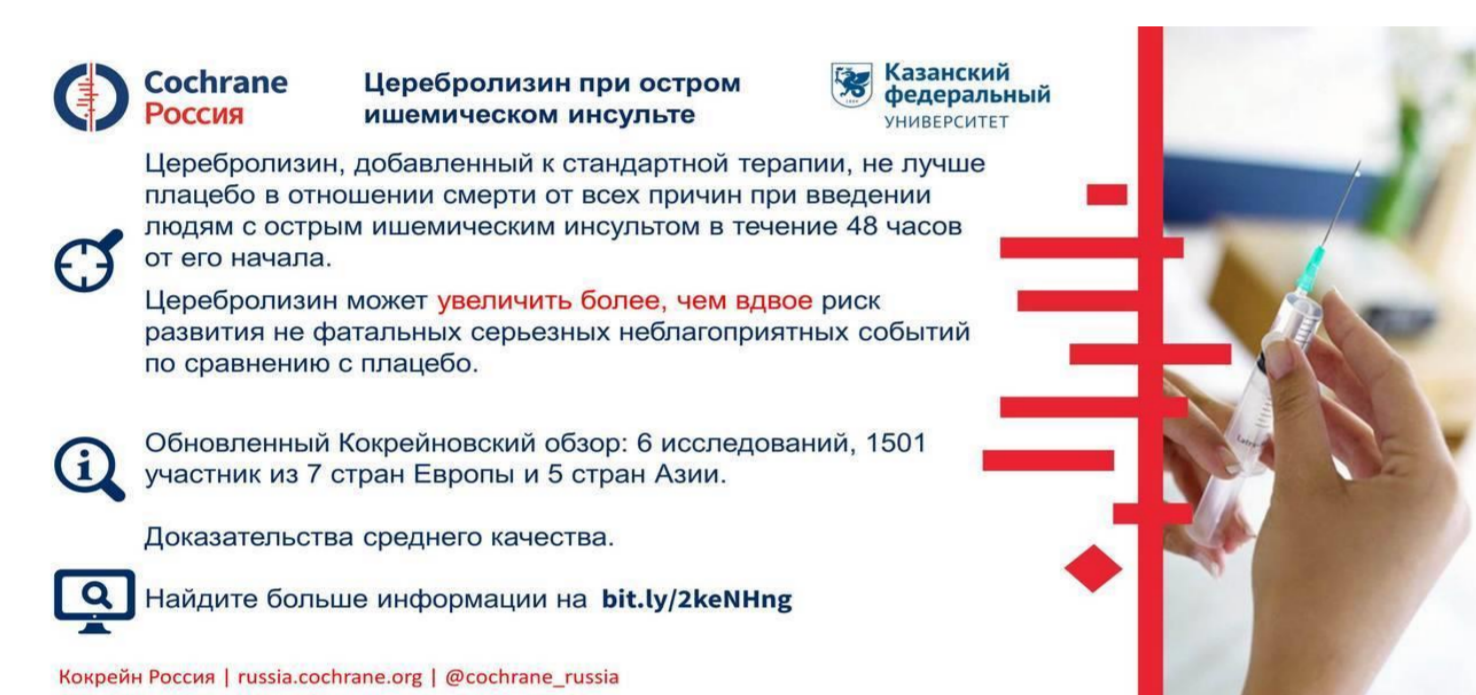 Cochrane
Россия
Церебролизин при остром
ишемическом инсульте
Казанский
федеральный
УНИВЕРСИТЕТ
Церебролизин, добавленный к стандартной терапии, не лучше
плацебо в отношении смерти от всех причин при введении
людям с острым ишемическим инсультом в течение 48 часов
от его начала.
Церебролизин может увеличить более, чем вдвое риск
развития не фатальных серьезных неблагоприятных событий
по сравнению с плацебо.
Обновленный Кокрейновский обзор: 6 исследований, 1501
участник из 7 стран Европы и 5 стран Азии.
Доказательства среднего качества.
Найдите больше информации на bit.ly/2keNHng
Кокрейн Россия | russia.cochrane.org | @cochrane_russia